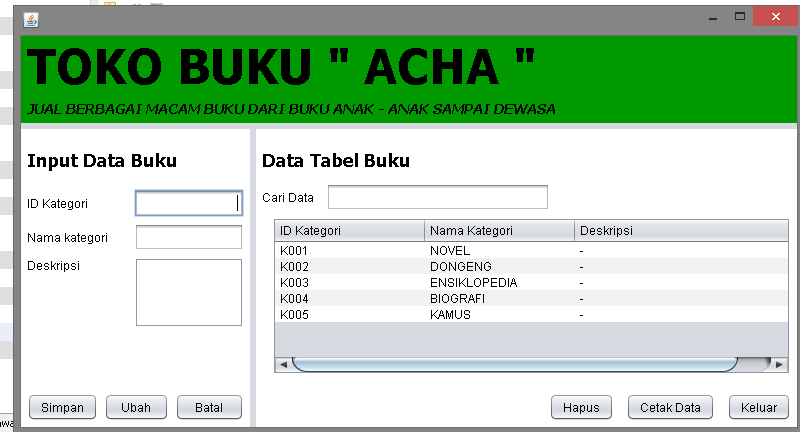 TOKO BUKU " ACHA "
JUAL BERBAGAI MACAM BUKU DARI BUKU ANAK - ANAK SAMPAI DEWASA
Input Data Buku
ID Kategori
Nama kategori
Deskripsi
Simpan Ubah Batal
Data Tabel Buku
Cari Data
ID Kategori Nama Kategori Deskripsi
K001 NOVEL -
K002 DONGENG -
K003 ENSIKLOPEDIA -
K004 BIOGRAFI -
K005 KAMUS -
Hapus Cetak Data Keluar